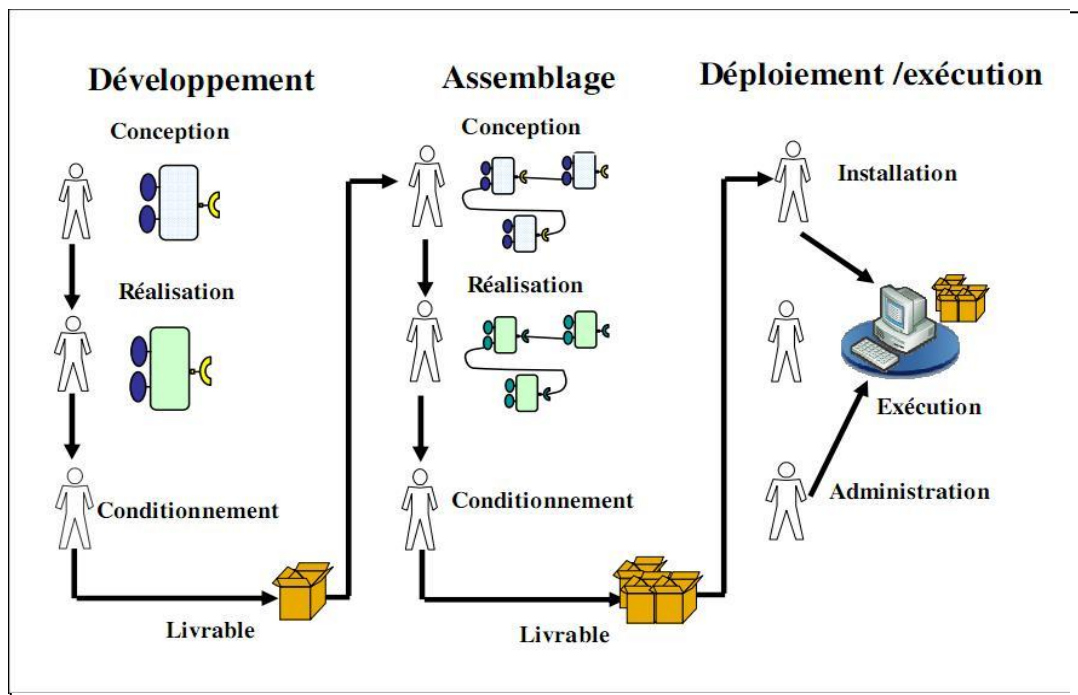 Développement
Conception
Réalisation
Conditionnement
Livrable
Assemblage
Conception
Réalisation
Conditionnement
Livrable
Déploiement /exécution
Installation
Exécution
Administration